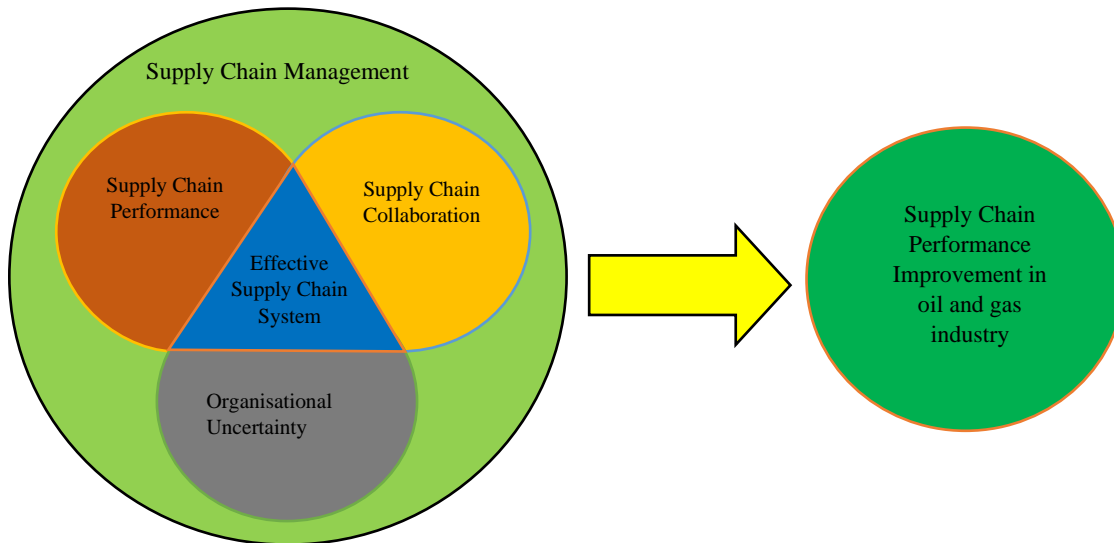 Supply Chain Management
Supply Chain
Performance
Supply Chain
Collaboration
Effective
Supply Chain
System
Organisational
Uncertainty
Supply Chain
Performance
Improvement in
oil and gas
industry